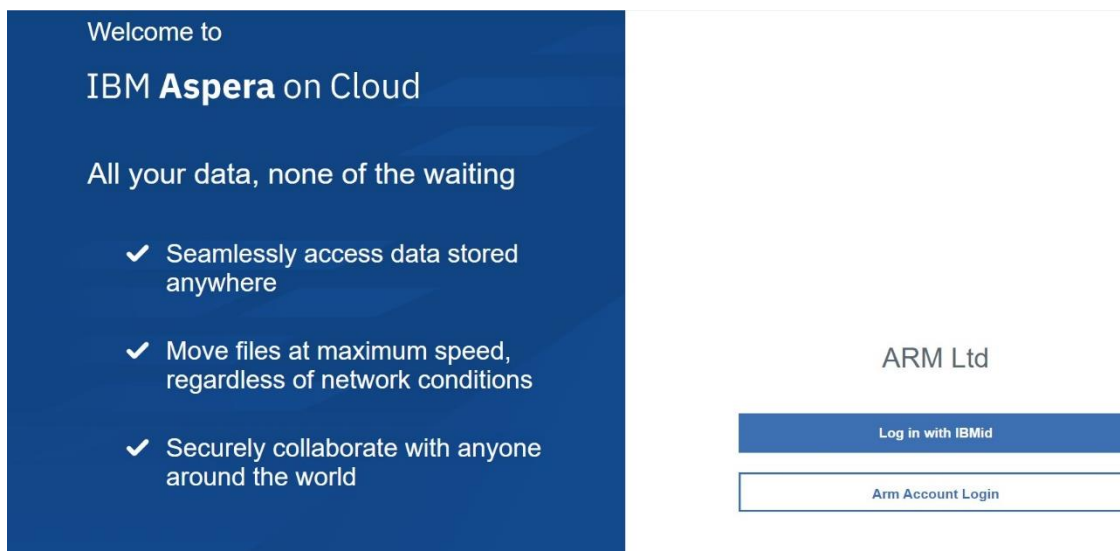 Welcome to
IBM Aspera on Cloud
All your data, none of the waiting
Seamlessly access data stored
anywhere
Move files at maximum speed,
regardless of network conditions
Securely collaborate with anyone
around the world
ARM Ltd
Log in with IBMid
Arm Account Login